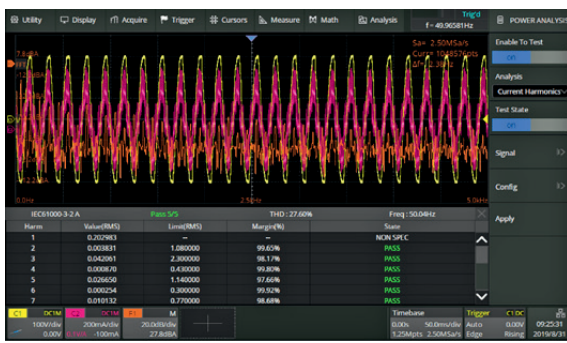 Utility Display Acquire Trigger Cursors Measure Math Analysis Trig'd f = 49.96581Hz POWER ANALYSIS
Enable To Test
on
Analysis
Current Harmonics
Test State
on
Signal
Config
Apply
Sa= 2.50MSa/s
Curr= 1048576pts
Δf= 2.38Hz
7.8dBA
0.0Hz 2.50Hz 5.0kHz
IEC61000-3-2 A Pass 5/5 THD : 27.60% Freq : 50.04Hz
Harm Value(RMS) Limit(RMS) Margin(%) State
1 0.202983 -- -- NON SPEC
2 0.003831 1.080000 99.65% PASS
3 0.042061 2.300000 98.17% PASS
4 0.000870 0.430000 99.80% PASS
5 0.026650 1.140000 97.66% PASS
6 0.000254 0.300000 99.92% PASS
7 0.010132 0.770000 98.68% PASS
C1 DC1M C2 DC1M F1 M Timebase Trigger C1 DC
100V/div 200mA/div 20.0dB/div 0.00s 50.0ms/div Auto 0.00V 09:25:31
0.00V -100mA 27.8dBA 1.25Mpts 2.50MSa/s Edge Rising 2019/8/31